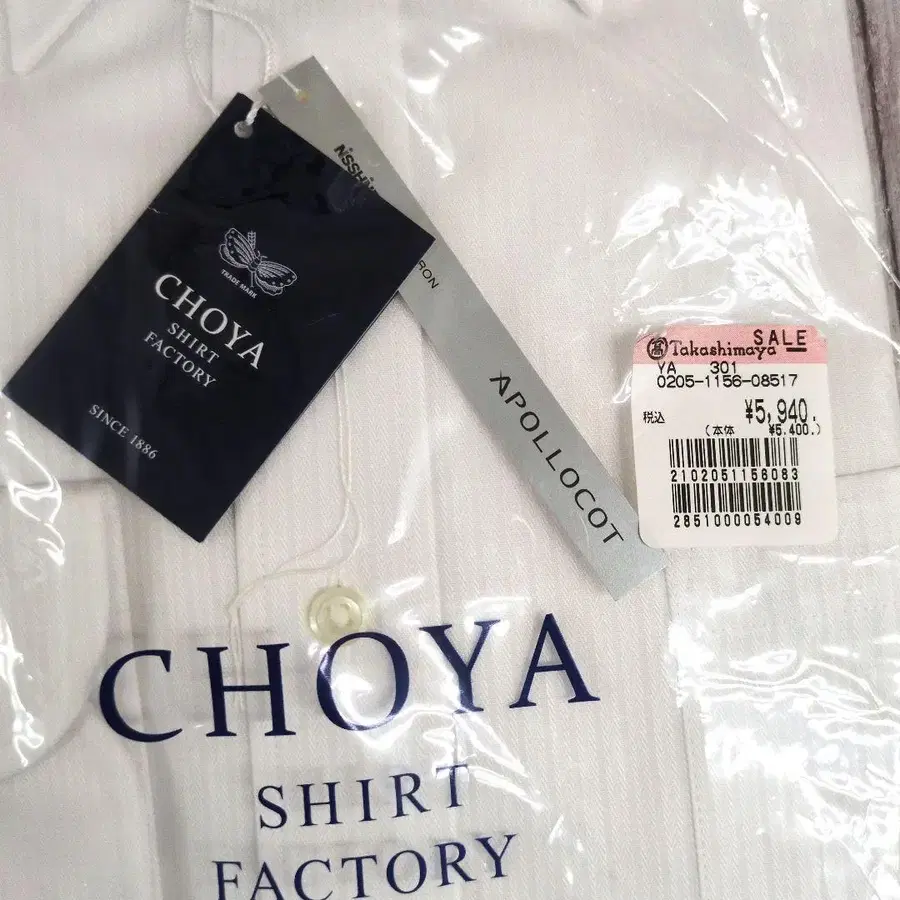 TRADE MARK
CHOYA
SHIRT
FACTORY
SINCE 1886
APOLLOCOT
SALE
Takashimaya
YA 301
0205-1156-08517
税込 ¥5,940.
(本体 ¥5.400.)
2102051156083
2851000054009
CHOYA
SHIRT
FACTORY